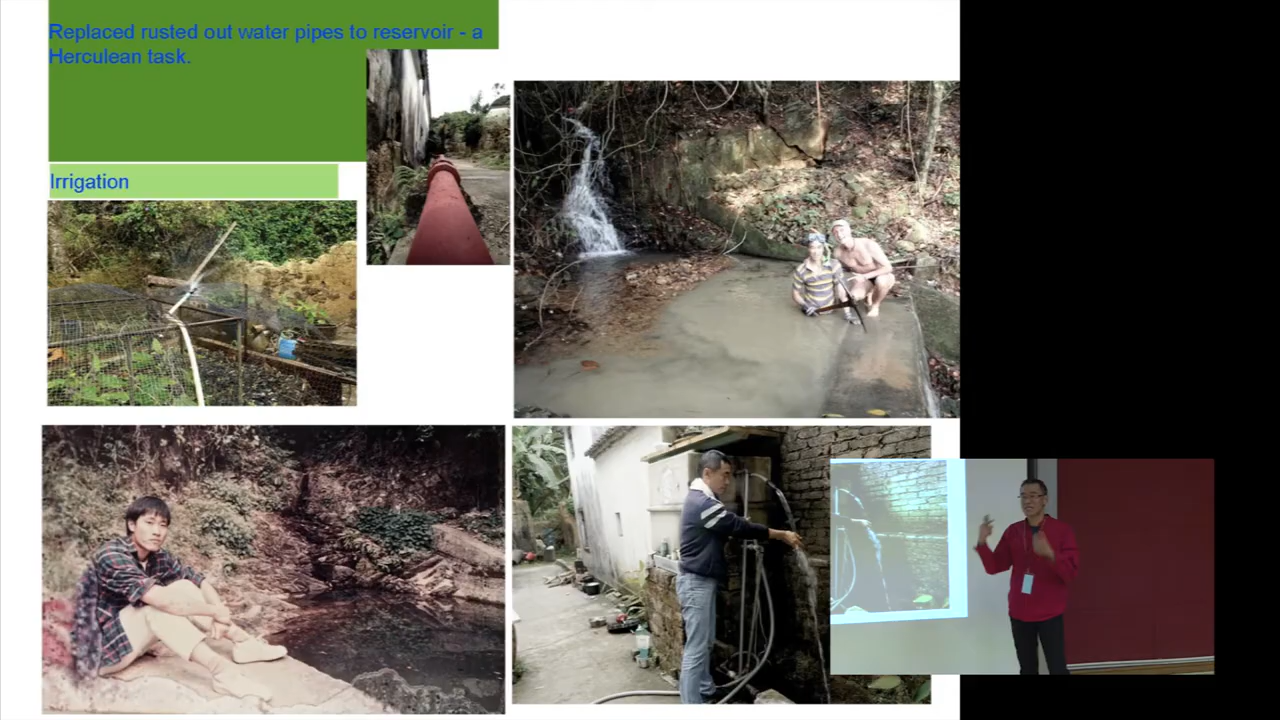 Replaced rusted out water pipes to reservoir - a
Herculean task.
Irrigation